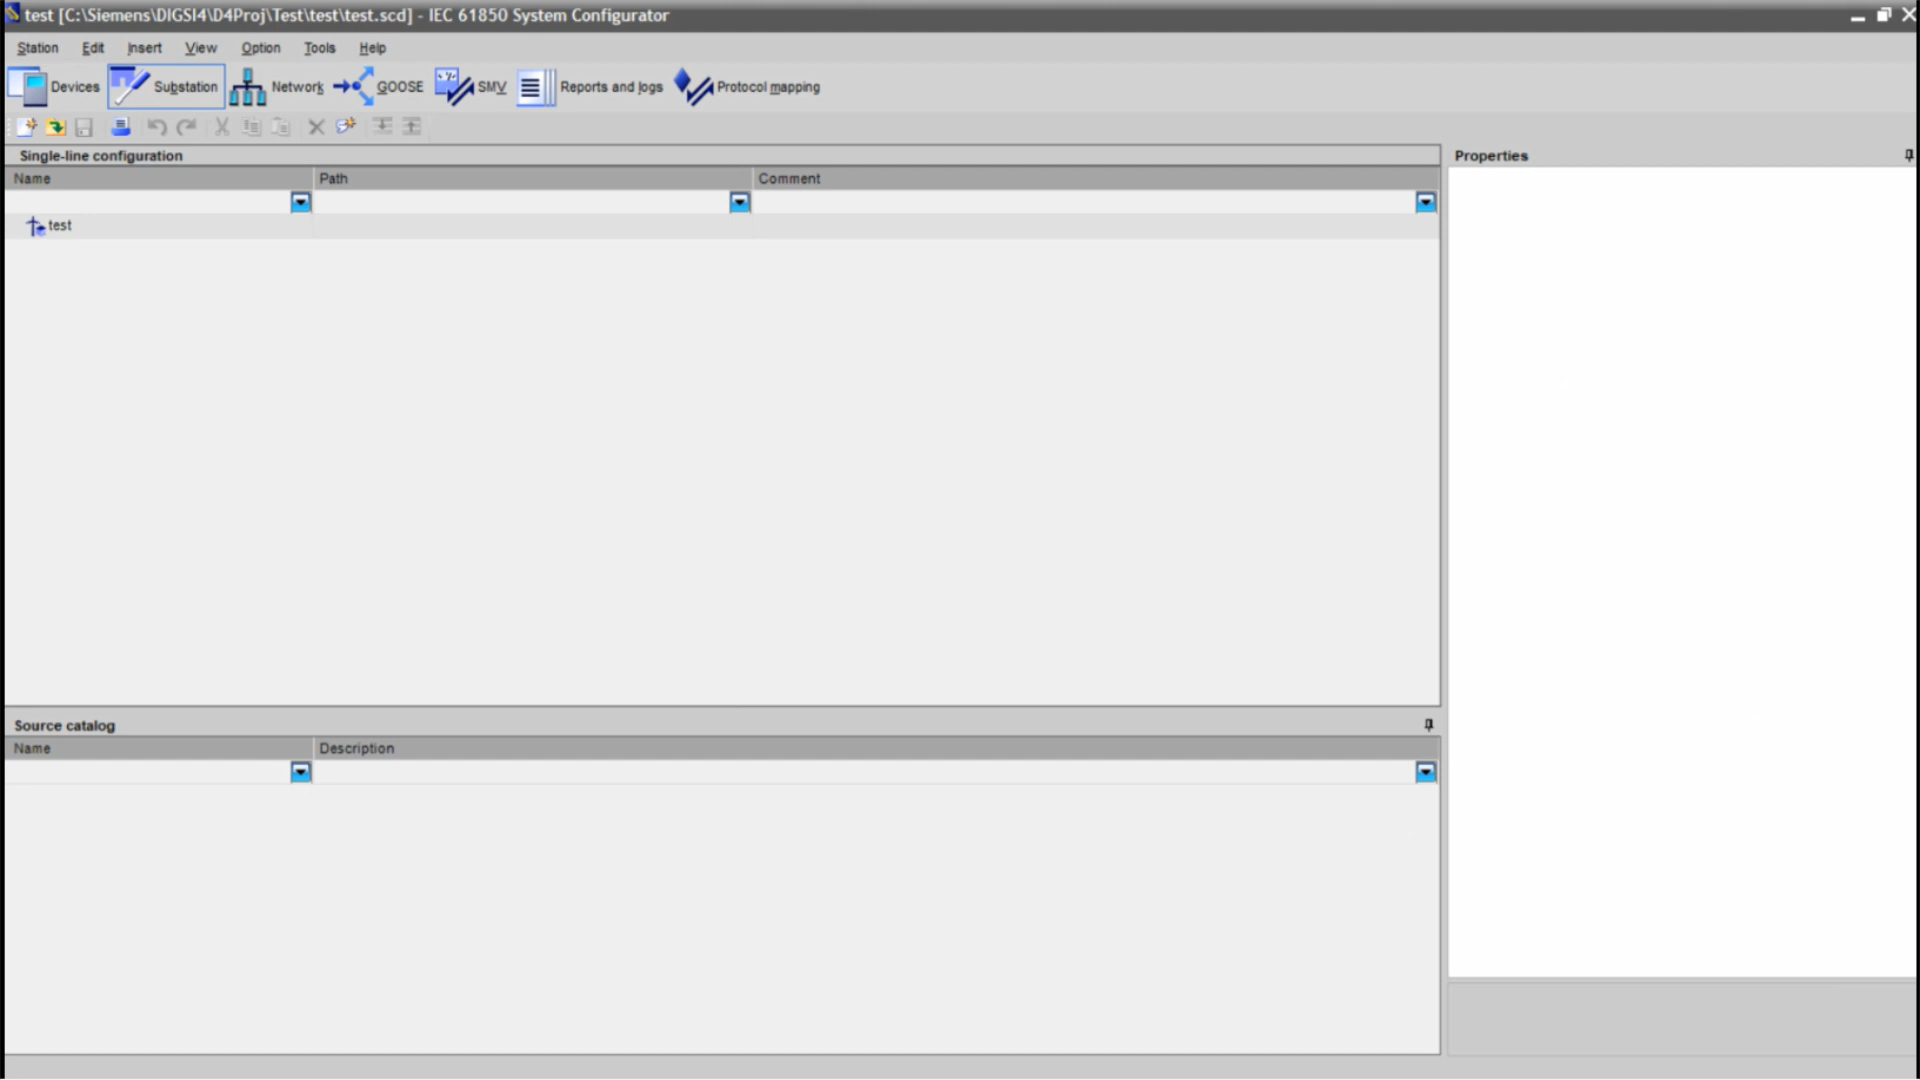 test [C:\Siemens\DIGSI4\D4Proj\Test\test\test.scd] - IEC 61850 System Configurator
Station Edit Insert View Option Tools Help
Devices Substation Network GOOSE SMV Reports and logs Protocol mapping
Single-line configuration
Properties
Name Path Comment
test
Source catalog
Name Description